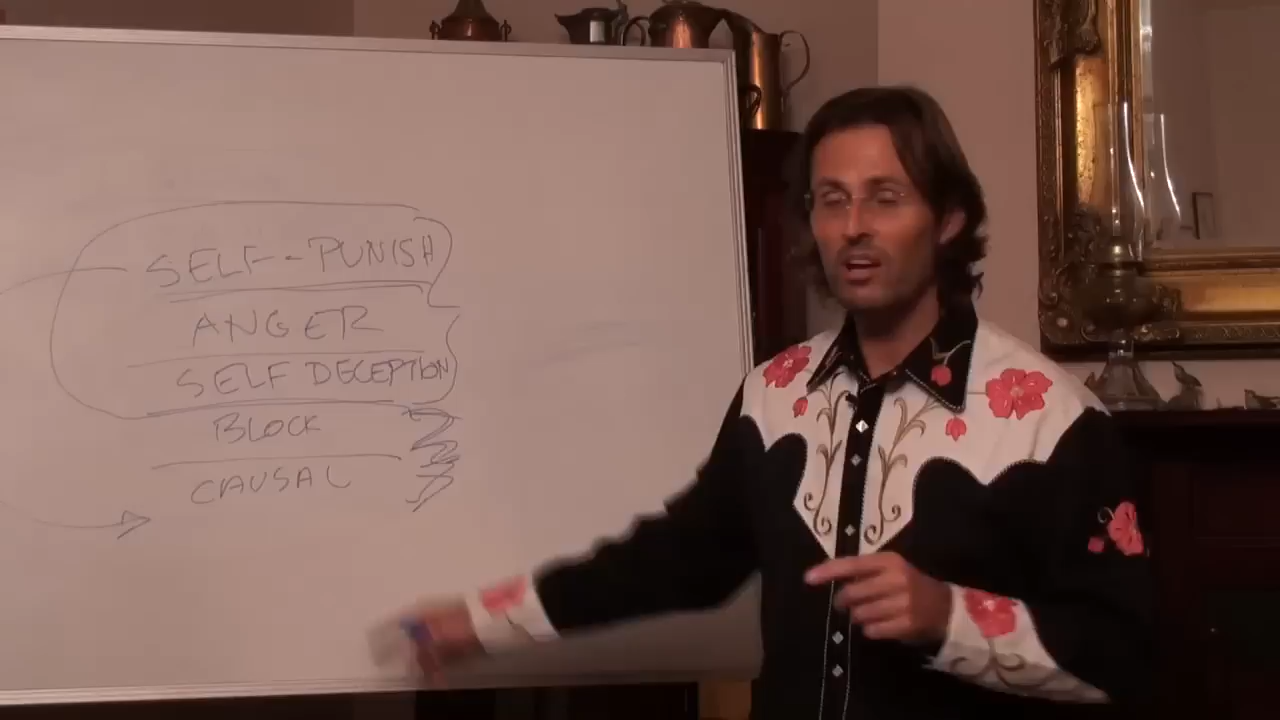 SELF-PUNISH
ANGER
SELF DECEPTION
BLOCK
CAUSAL